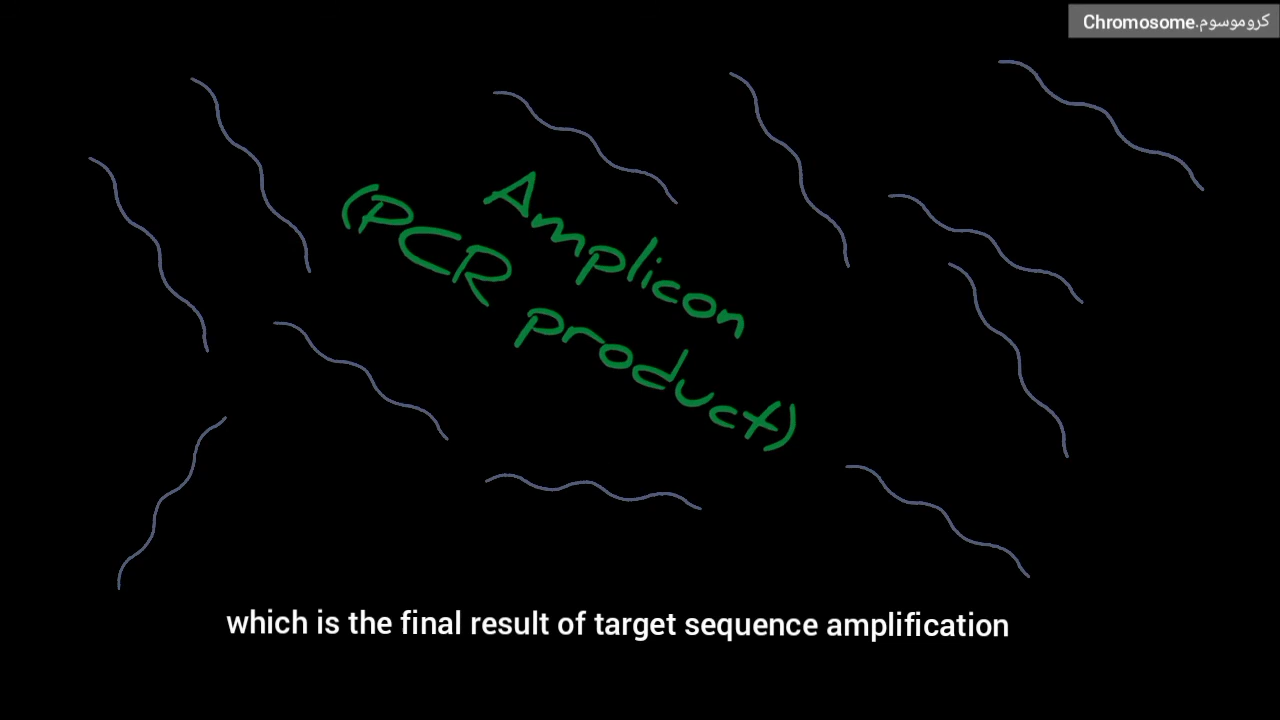 Chromosome.کروموسوم
Amplicon
(PCR product)
which is the final result of target sequence amplification